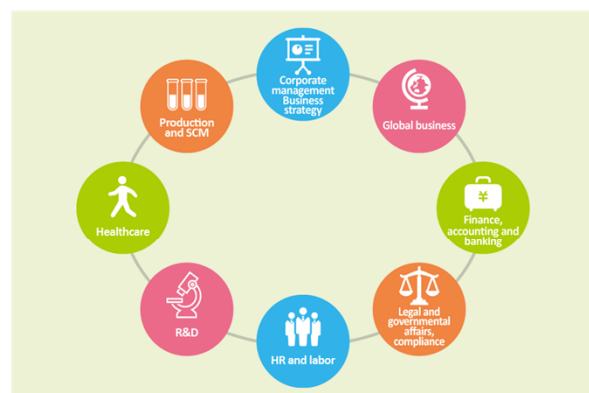 Corporate
management
Business
strategy
Global business
¥
Finance,
accounting and
banking
Legal and
governmental
affairs,
compliance
HR and labor
R&D
Healthcare
Production
and SCM